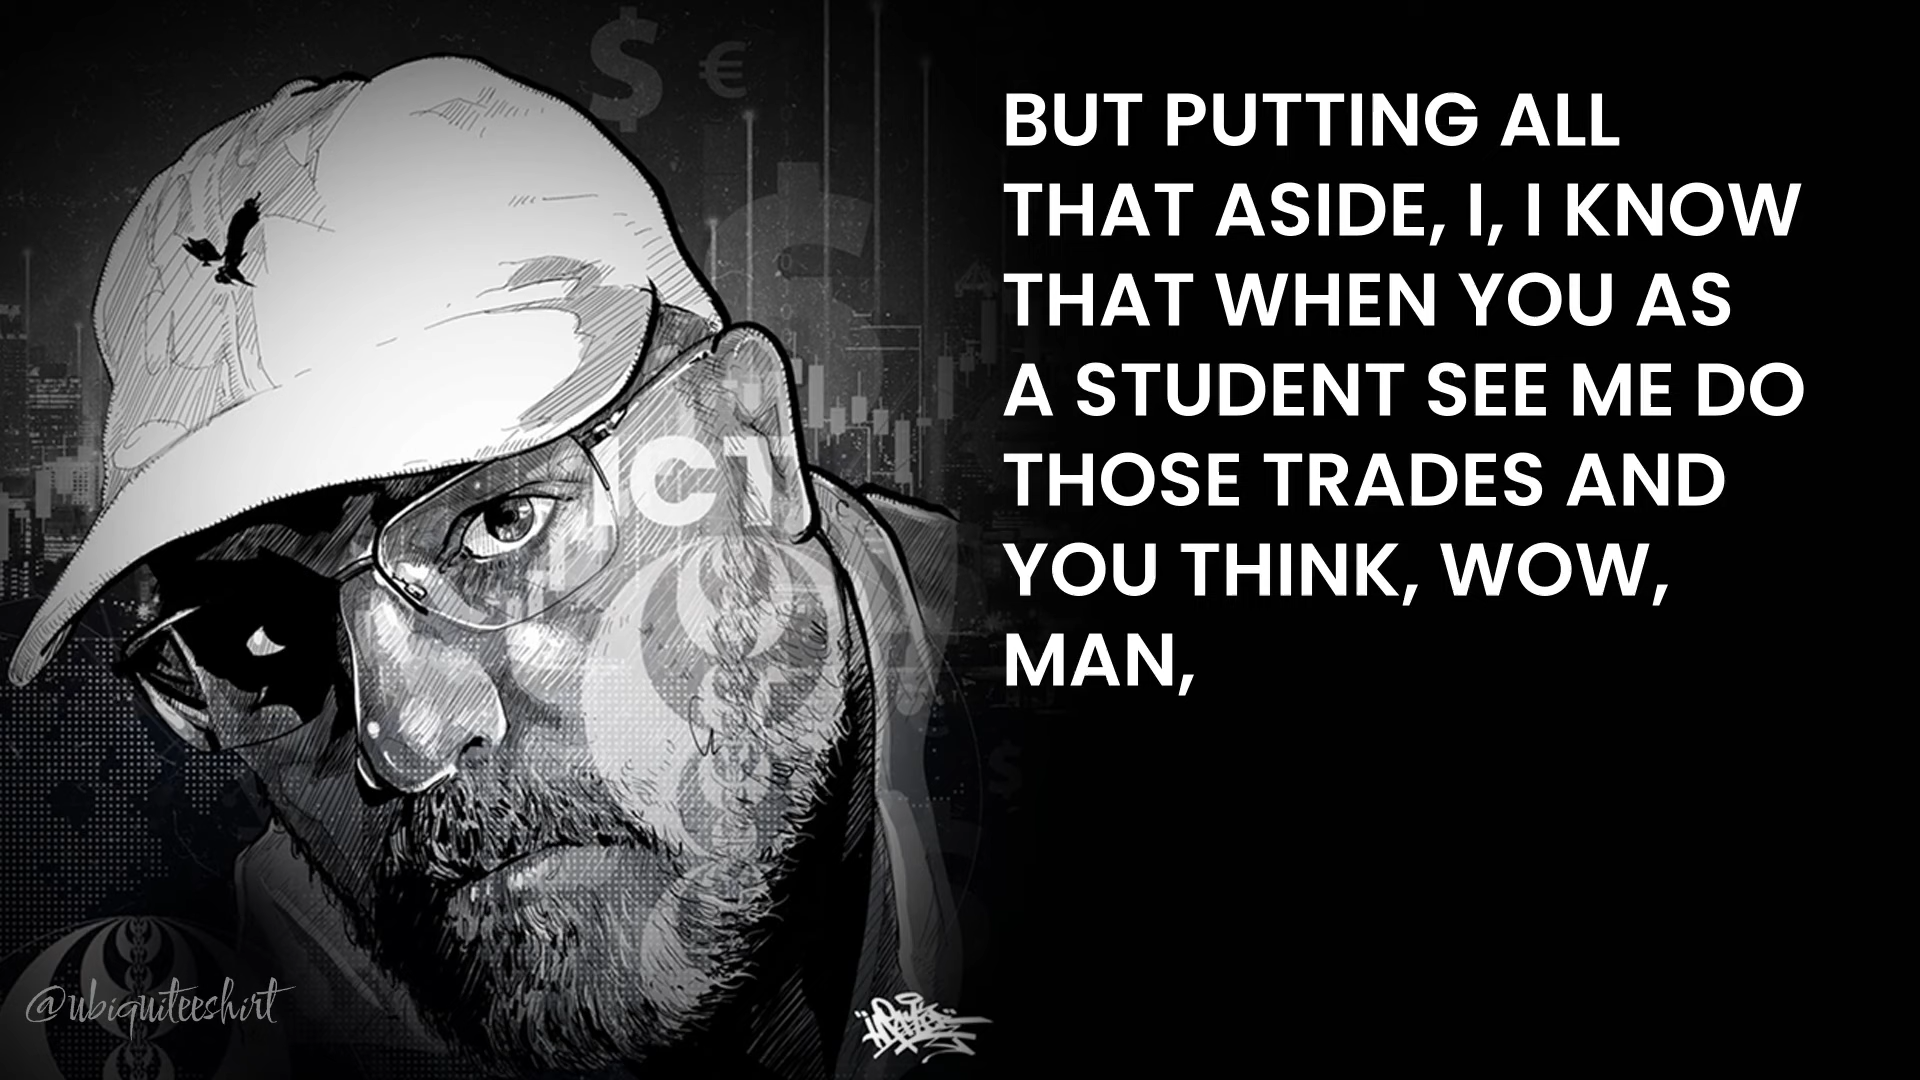 BUT PUTTING ALL
THAT ASIDE, I, I KNOW
THAT WHEN YOU AS
A STUDENT SEE ME DO
THOSE TRADES AND
YOU THINK, WOW,
MAN,
$ €
$
ICT
@ubiquiteeshirt